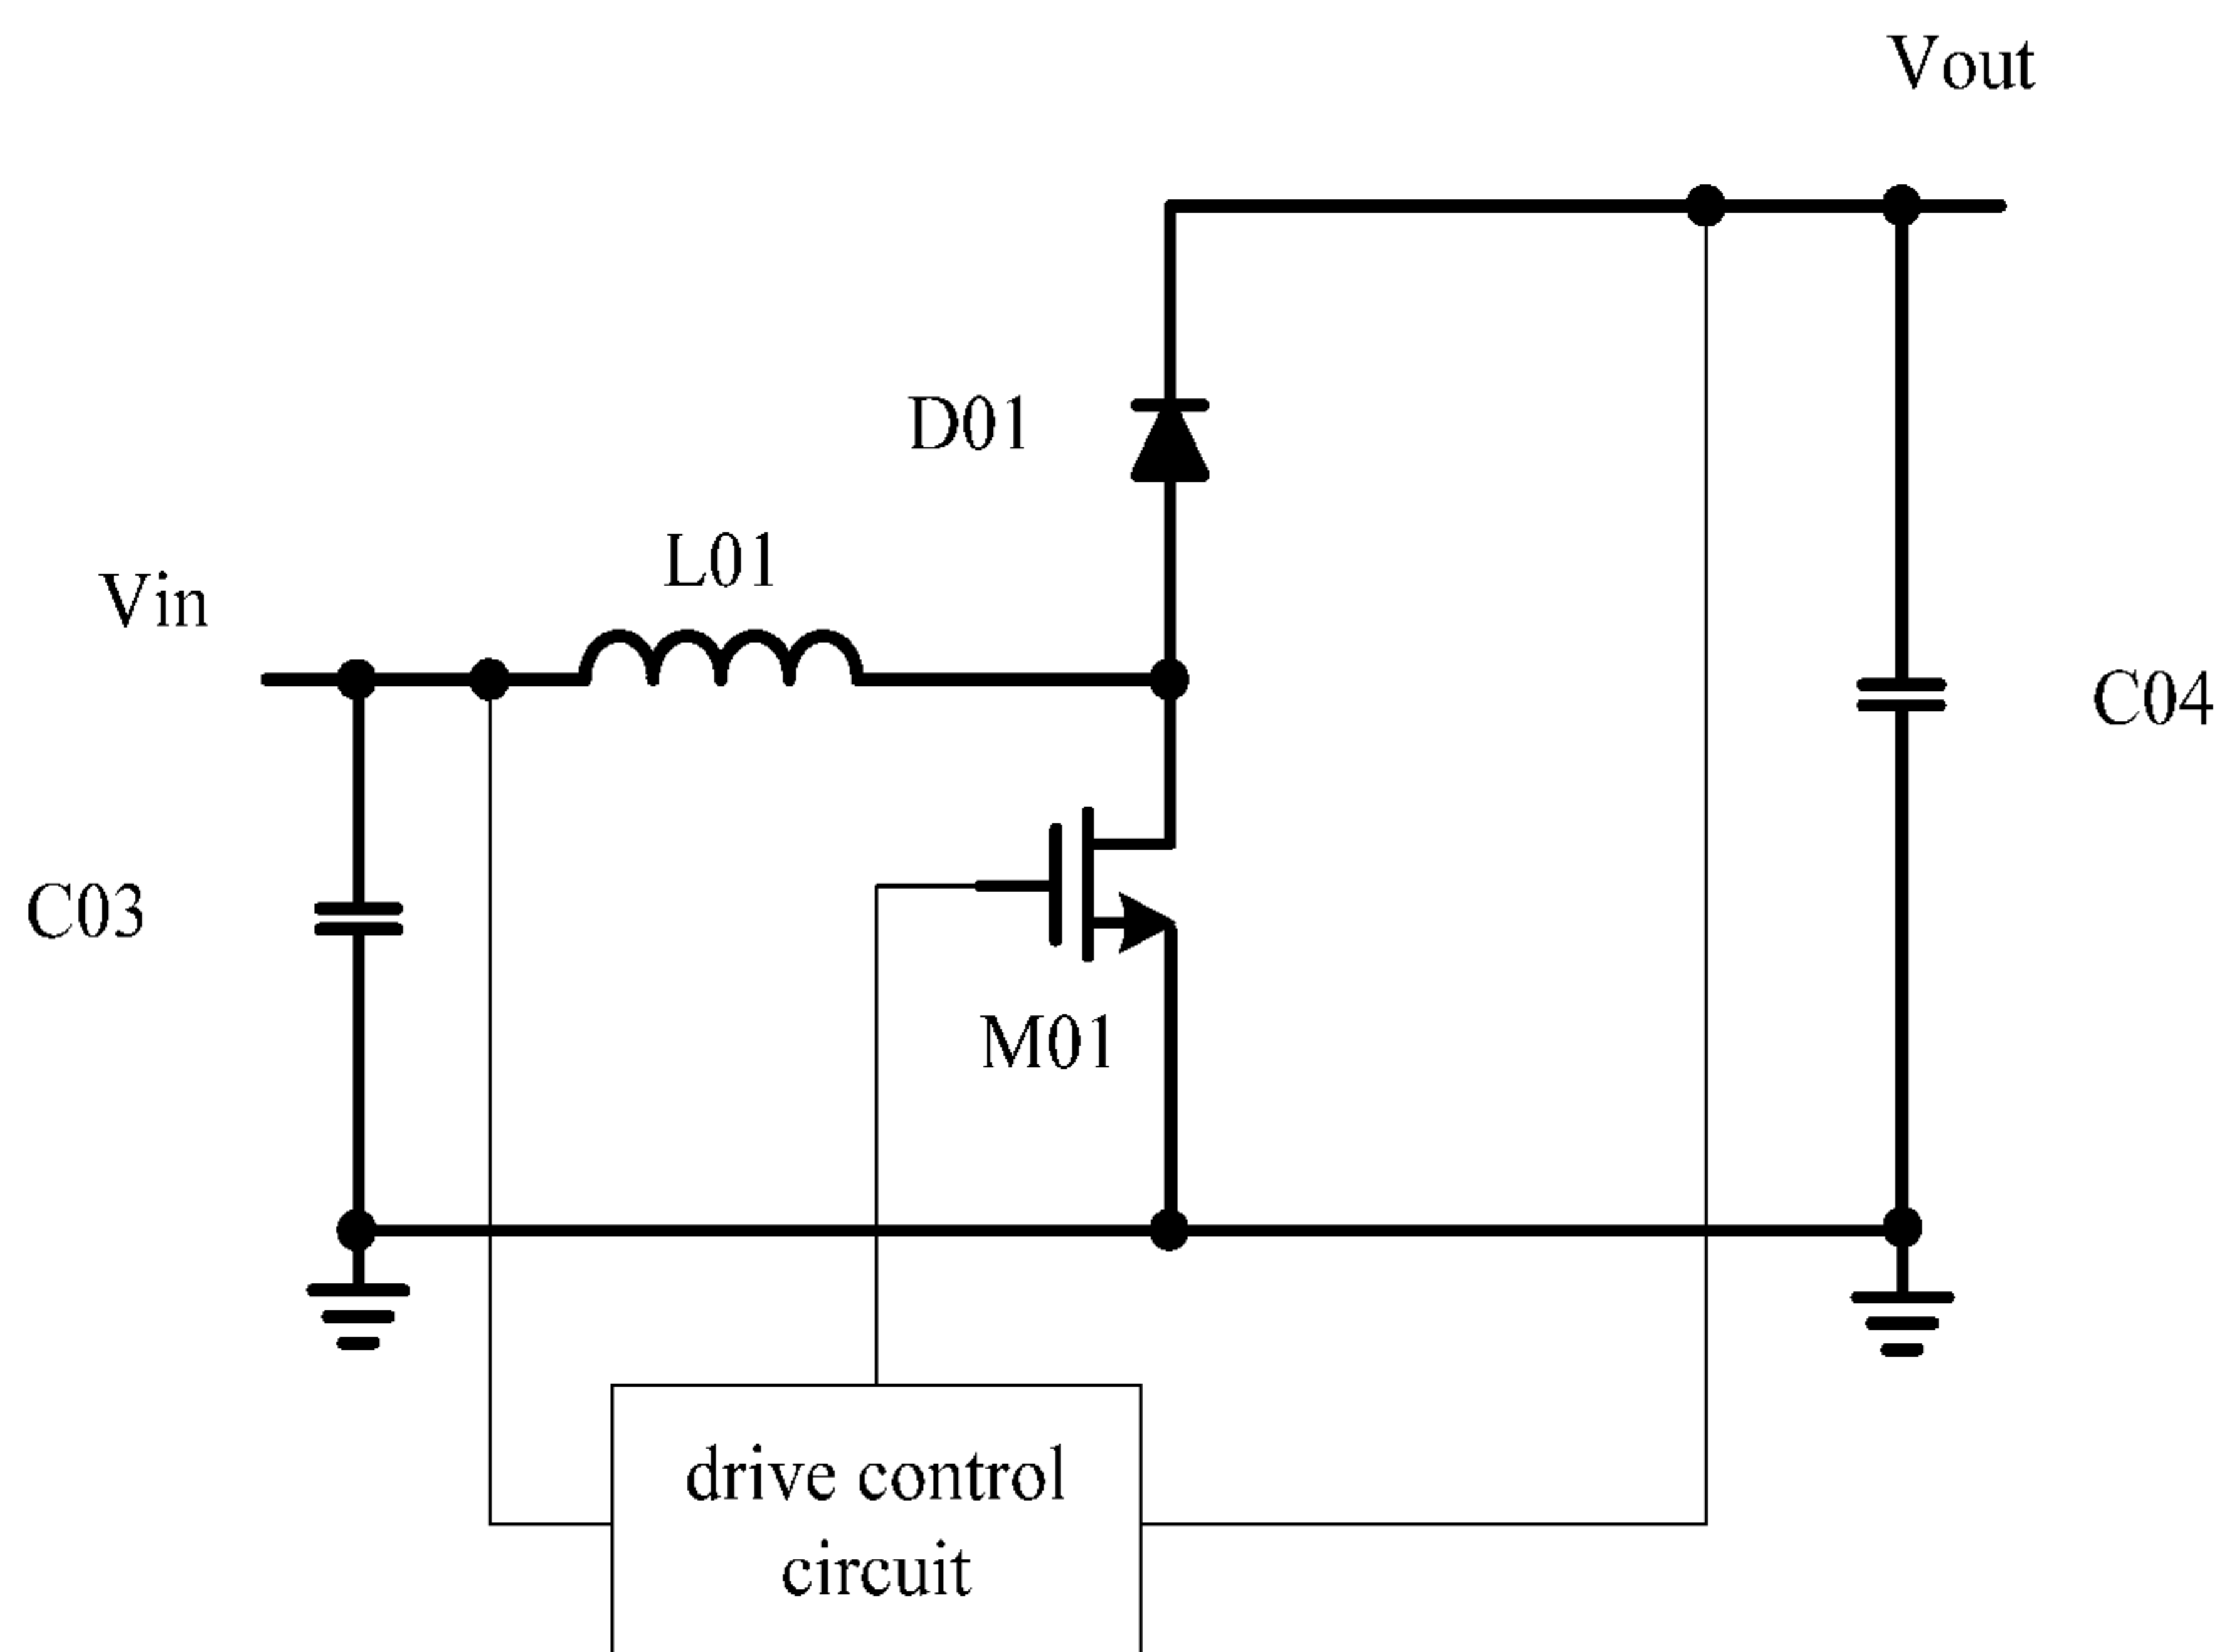 Vout
D01
L01
Vin
C04
C03
M01
drive control
circuit